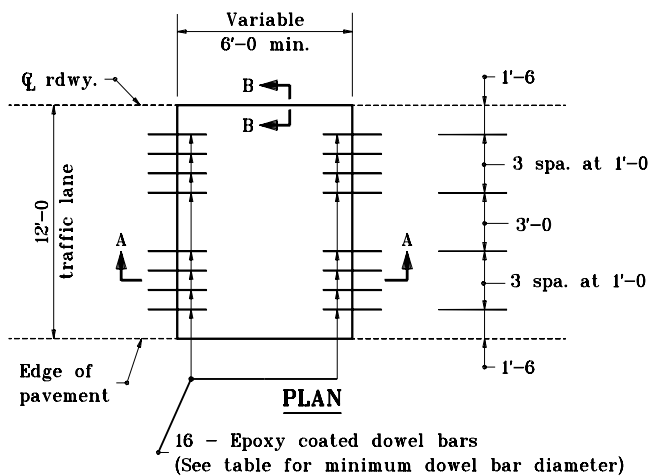 Variable
6'-0 min.
B
℄ rdwy.
1'-6
B
3 spa. at 1'-0
12'-0
traffic lane
3'-0
A
A
3 spa. at 1'-0
Edge of
pavement
1'-6
PLAN
16 - Epoxy coated dowel bars
(See table for minimum dowel bar diameter)